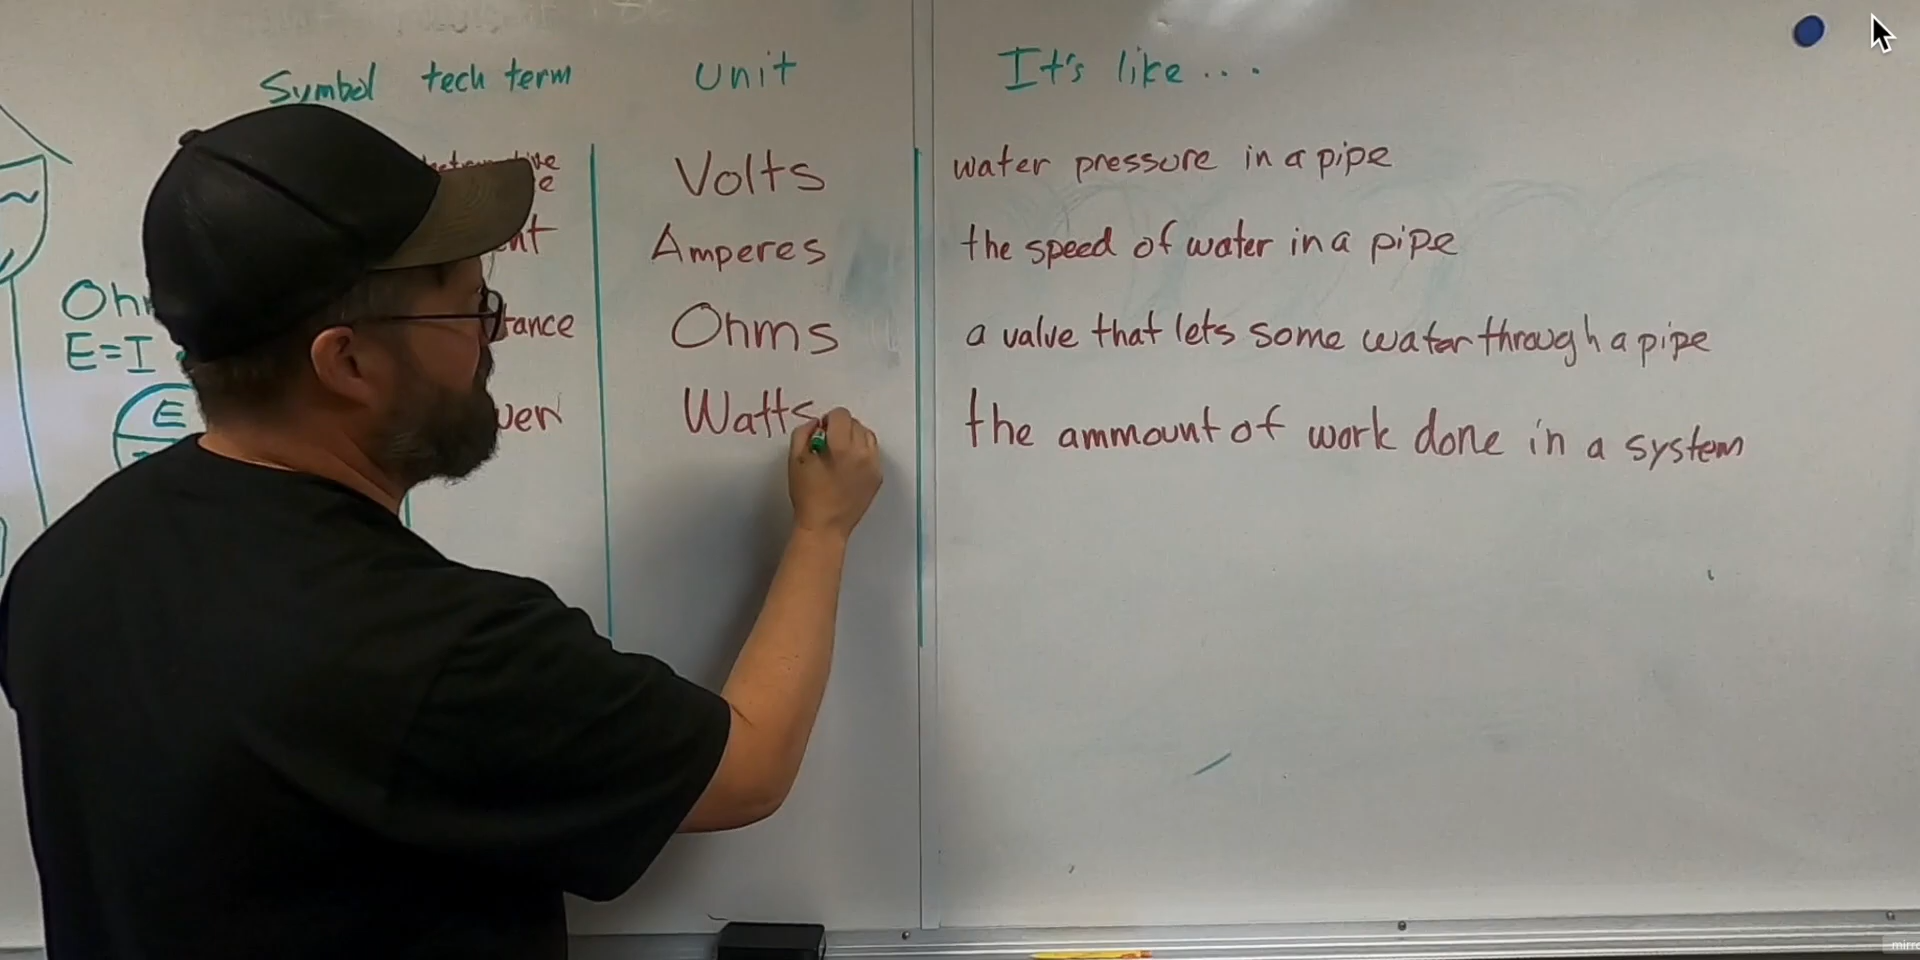 Symbol tech term unit It's like ...
Volts water pressure in a pipe
Amperes the speed of water in a pipe
Ohms a valve that lets some water through a pipe
E=I
E
Watts the ammount of work done in a system